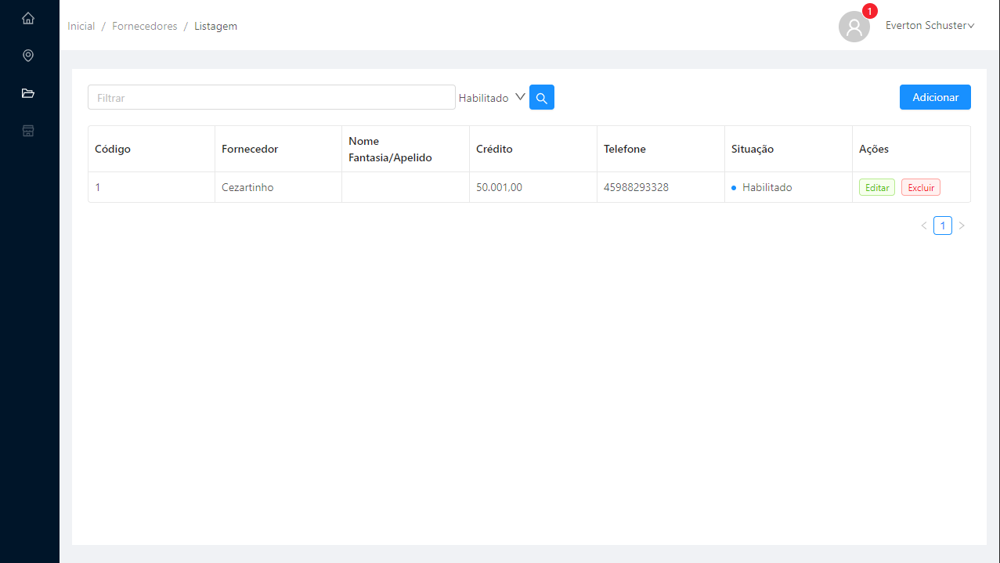 1
Inicial / Fornecedores / Listagem
Everton Schuster
Filtrar
Habilitado
Adicionar
Código
Fornecedor
Nome
Fantasia/Apelido
Crédito
Telefone
Situação
Ações
1
Cezartinho
50.001,00
45988293328
Habilitado
Editar
Excluir
1